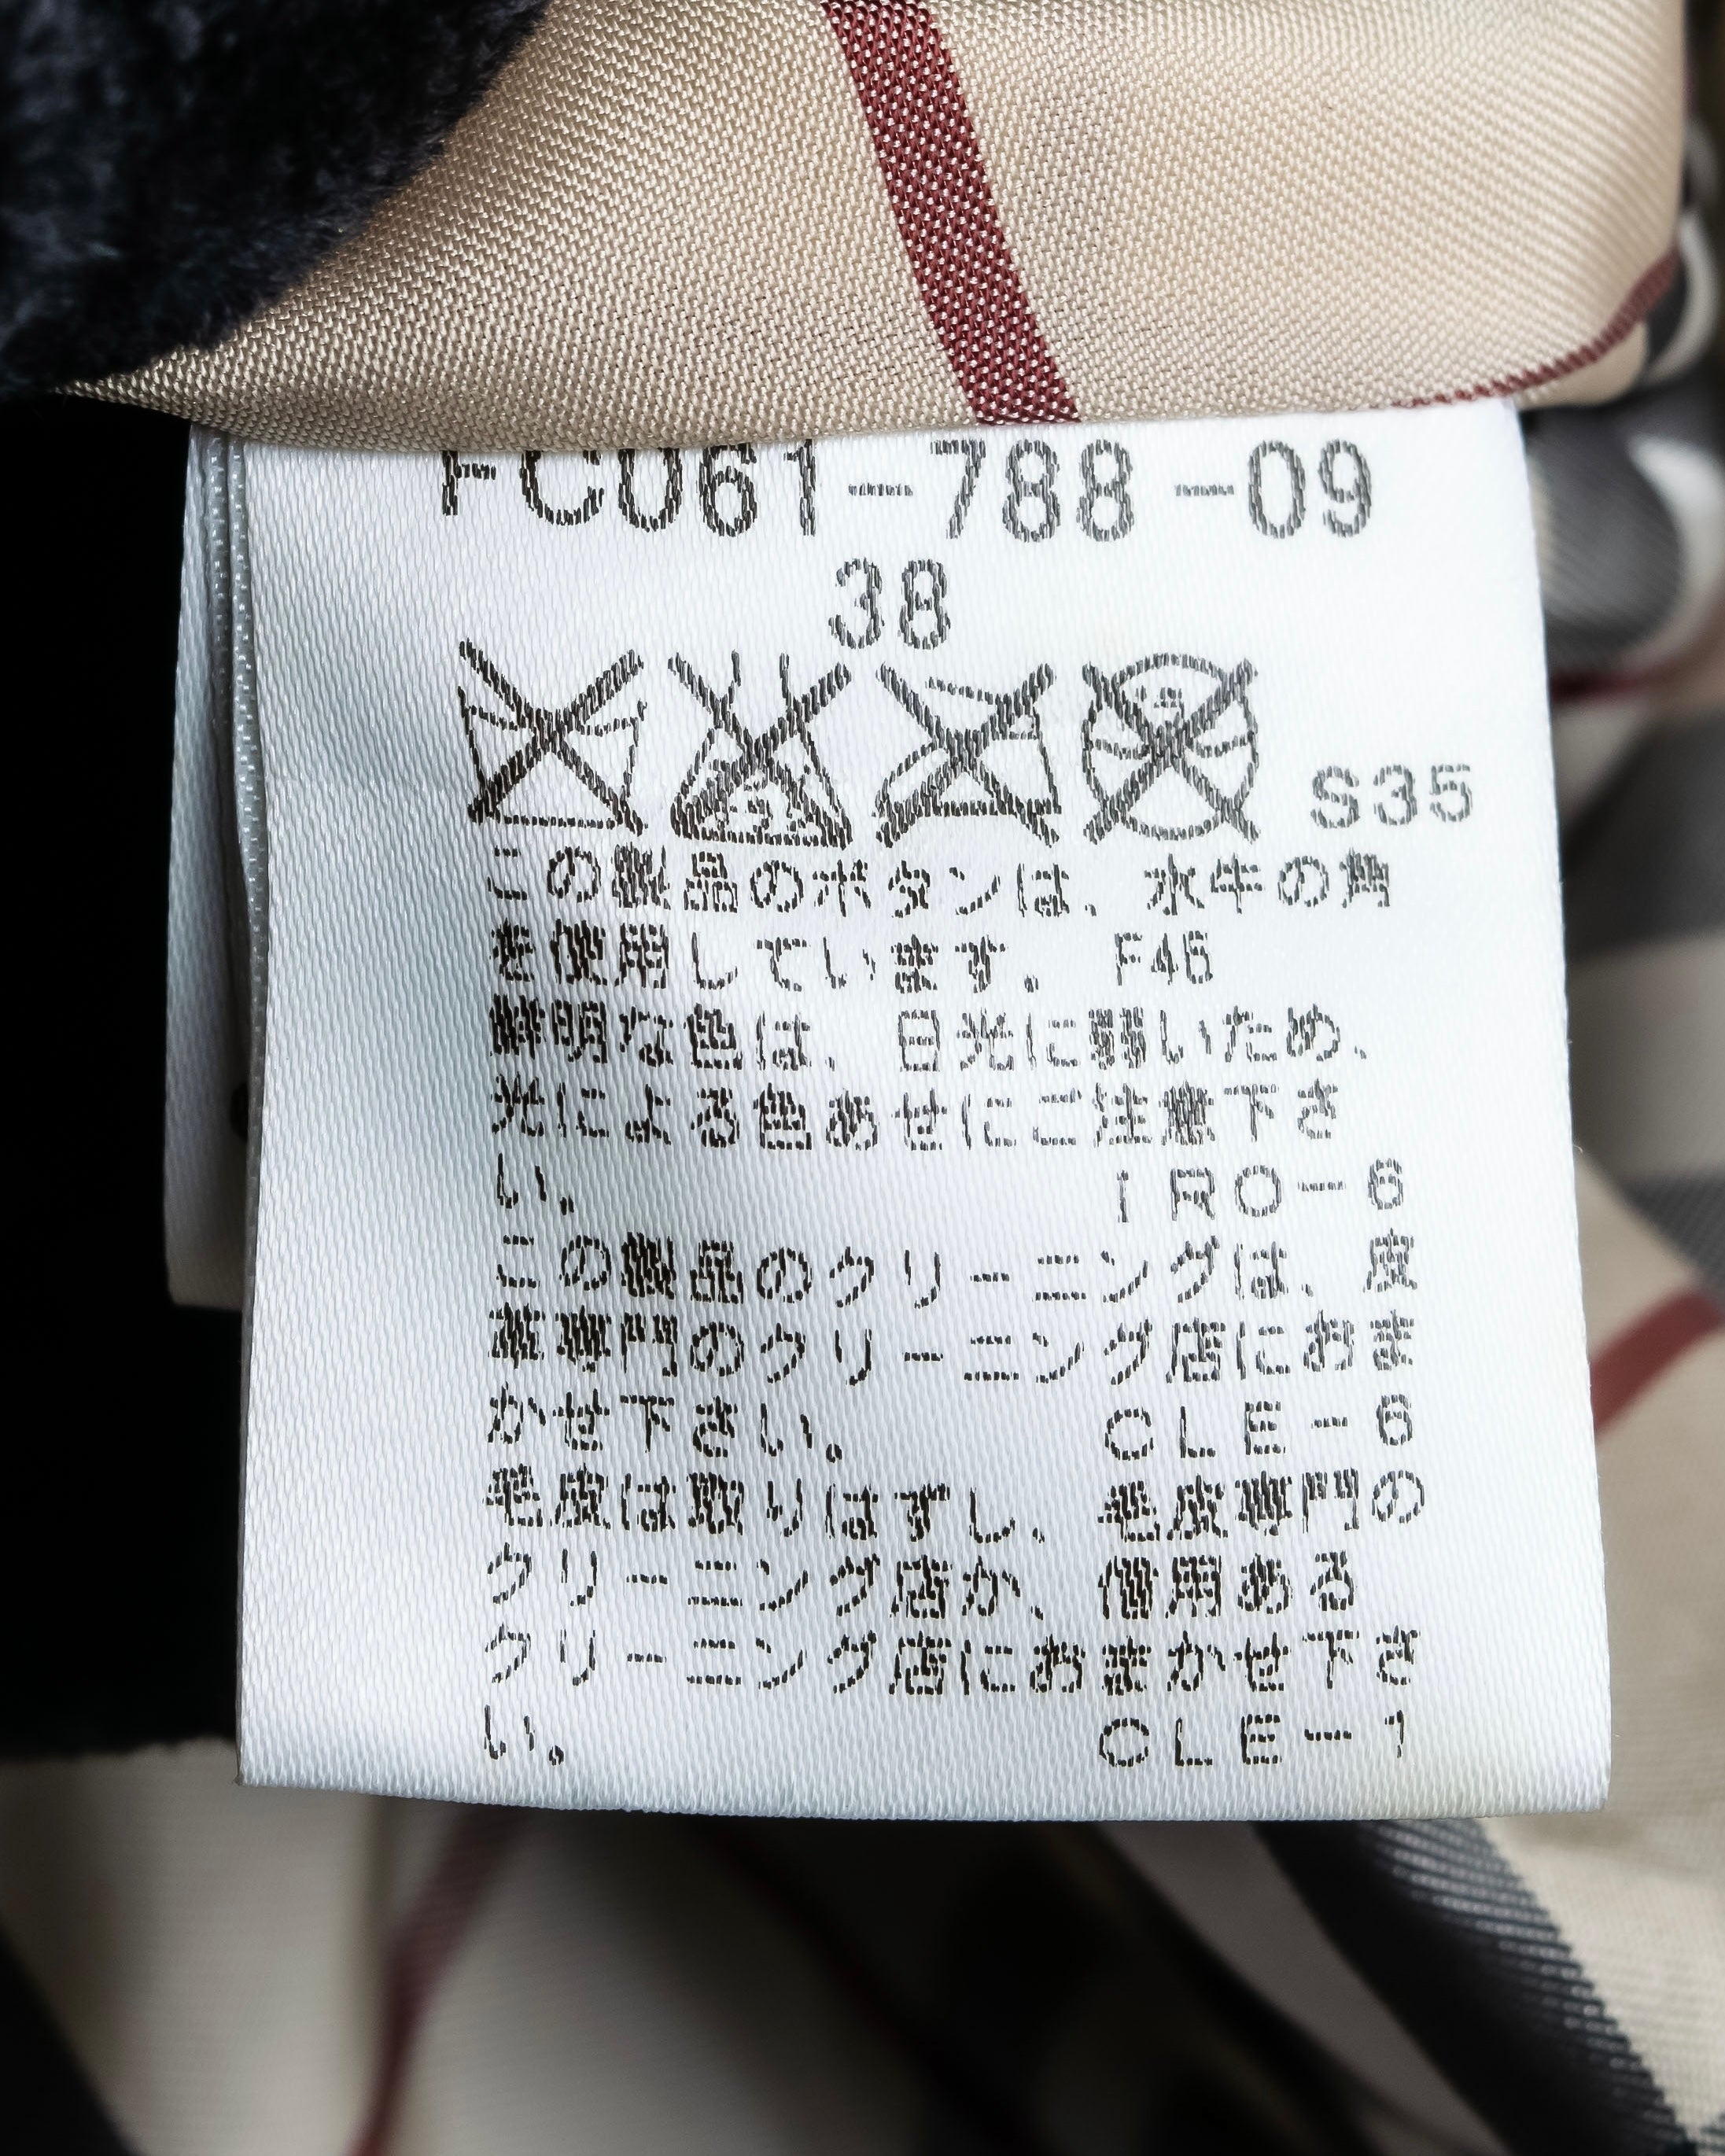 FC061-788-09
38
S35
この製品のボタンは、水牛の角
を使用しています。F46
鮮明な色は、日光に弱いため、
光による色あせにご注意下さ
い。 IRO-6
この製品のクリーニングは、皮
革専門のクリーニング店におま
かせ下さい。 CLE-6
毛皮は取りはずし、毛皮専門の
クリーニング店か、信用ある
クリーニング店におまかせ下さ
い。 CLE-1